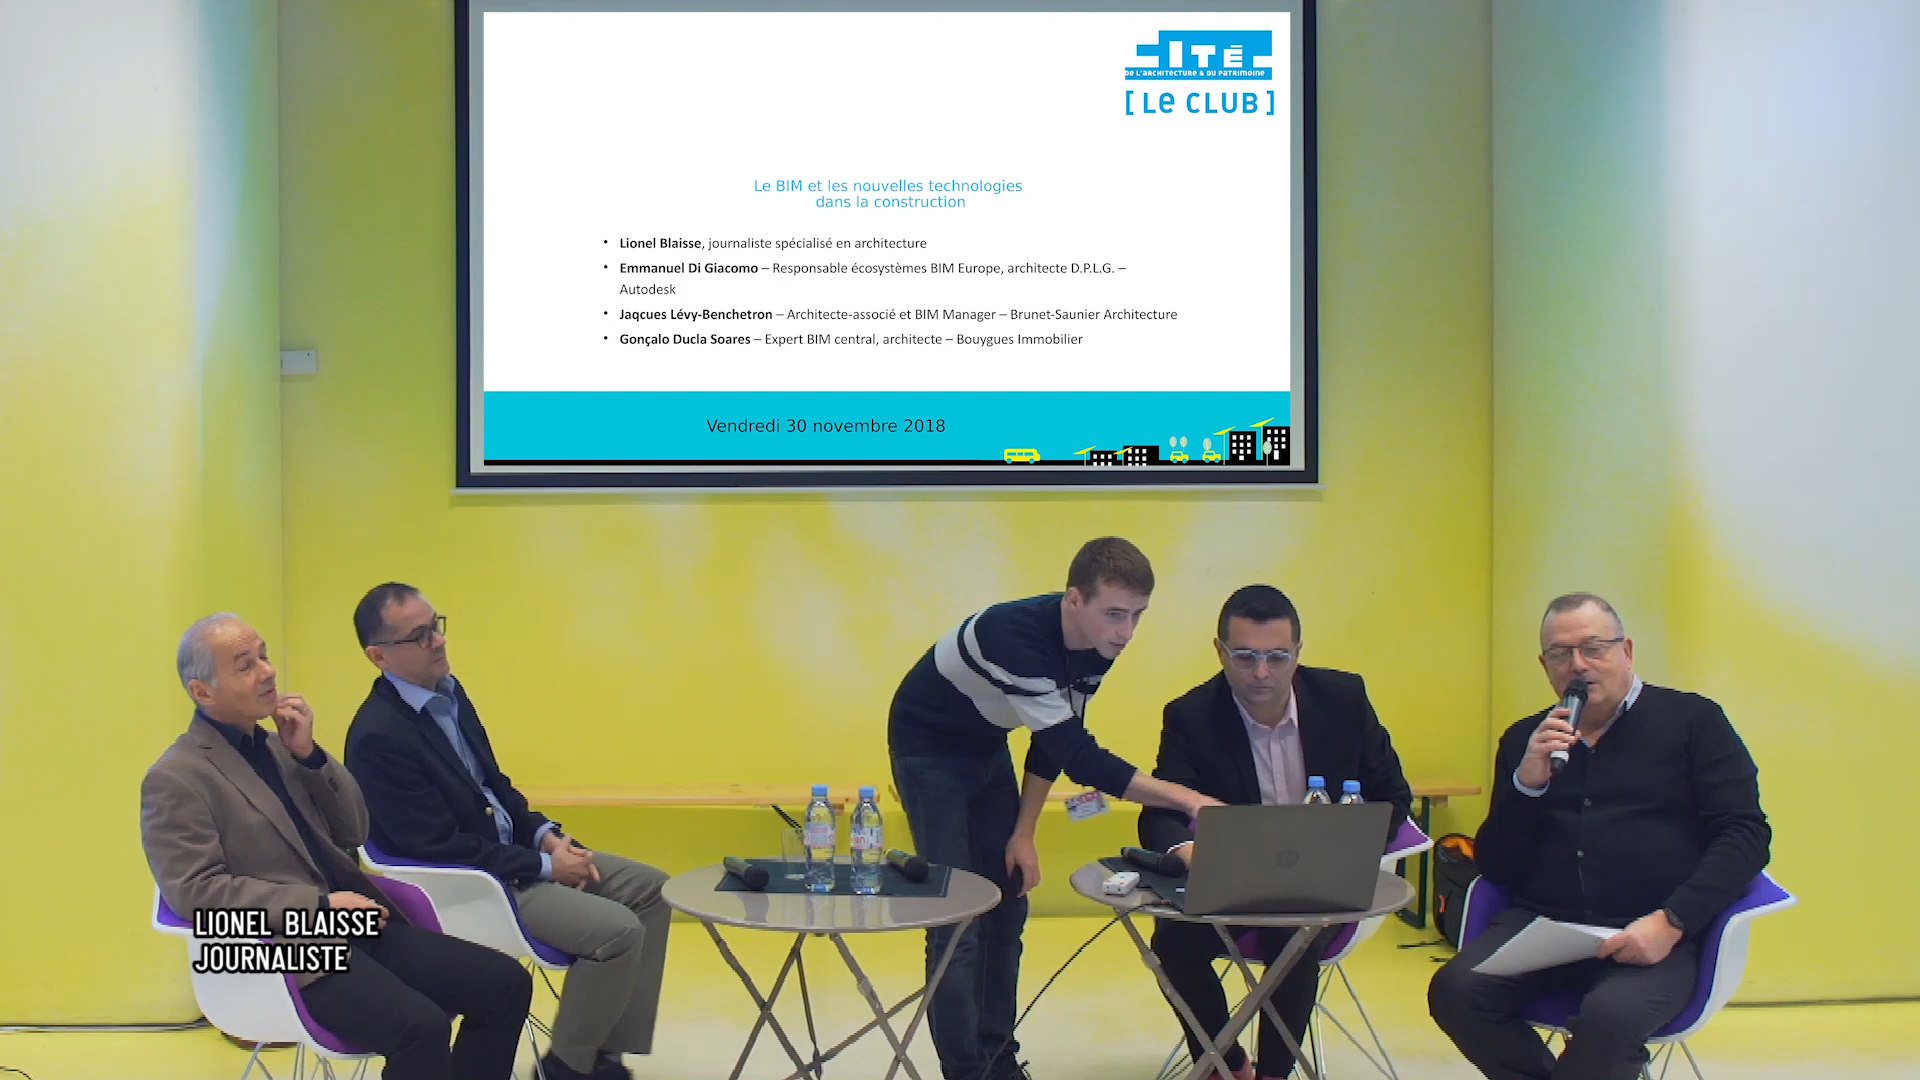 CITÉ
DE L'ARCHITECTURE & DU PATRIMOINE
[LE CLUB]
Le BIM et les nouvelles technologies
dans la construction
• Lionel Blaisse, journaliste spécialisé en architecture
• Emmanuel Di Giacomo – Responsable écosystèmes BIM Europe, architecte D.P.L.G. –
Autodesk
• Jaqcues Lévy-Benchetron – Architecte-associé et BIM Manager – Brunet-Saunier Architecture
• Gonçalo Ducla Soares – Expert BIM central, architecte – Bouygues Immobilier
Vendredi 30 novembre 2018
LIONEL BLAISSE
JOURNALISTE